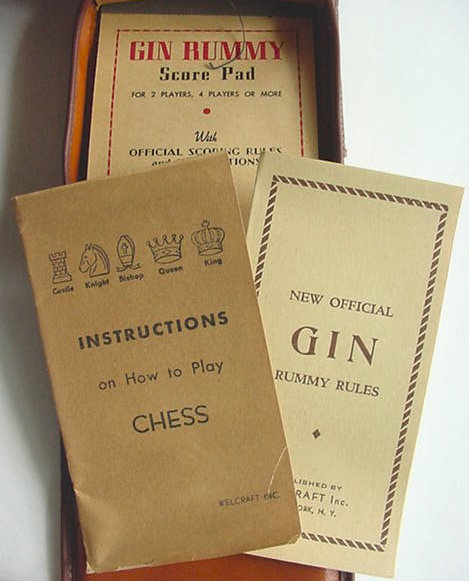 GIN RUMMY
Score Pad
FOR 2 PLAYERS, 4 PLAYERS OR MORE
With
OFFICIAL SCORING RULES
Castle Knight Bishop Queen King
INSTRUCTIONS
on How to Play
CHESS
WELCRAFT INC.
NEW OFFICIAL
GIN
RUMMY RULES
Inc.
N. Y.